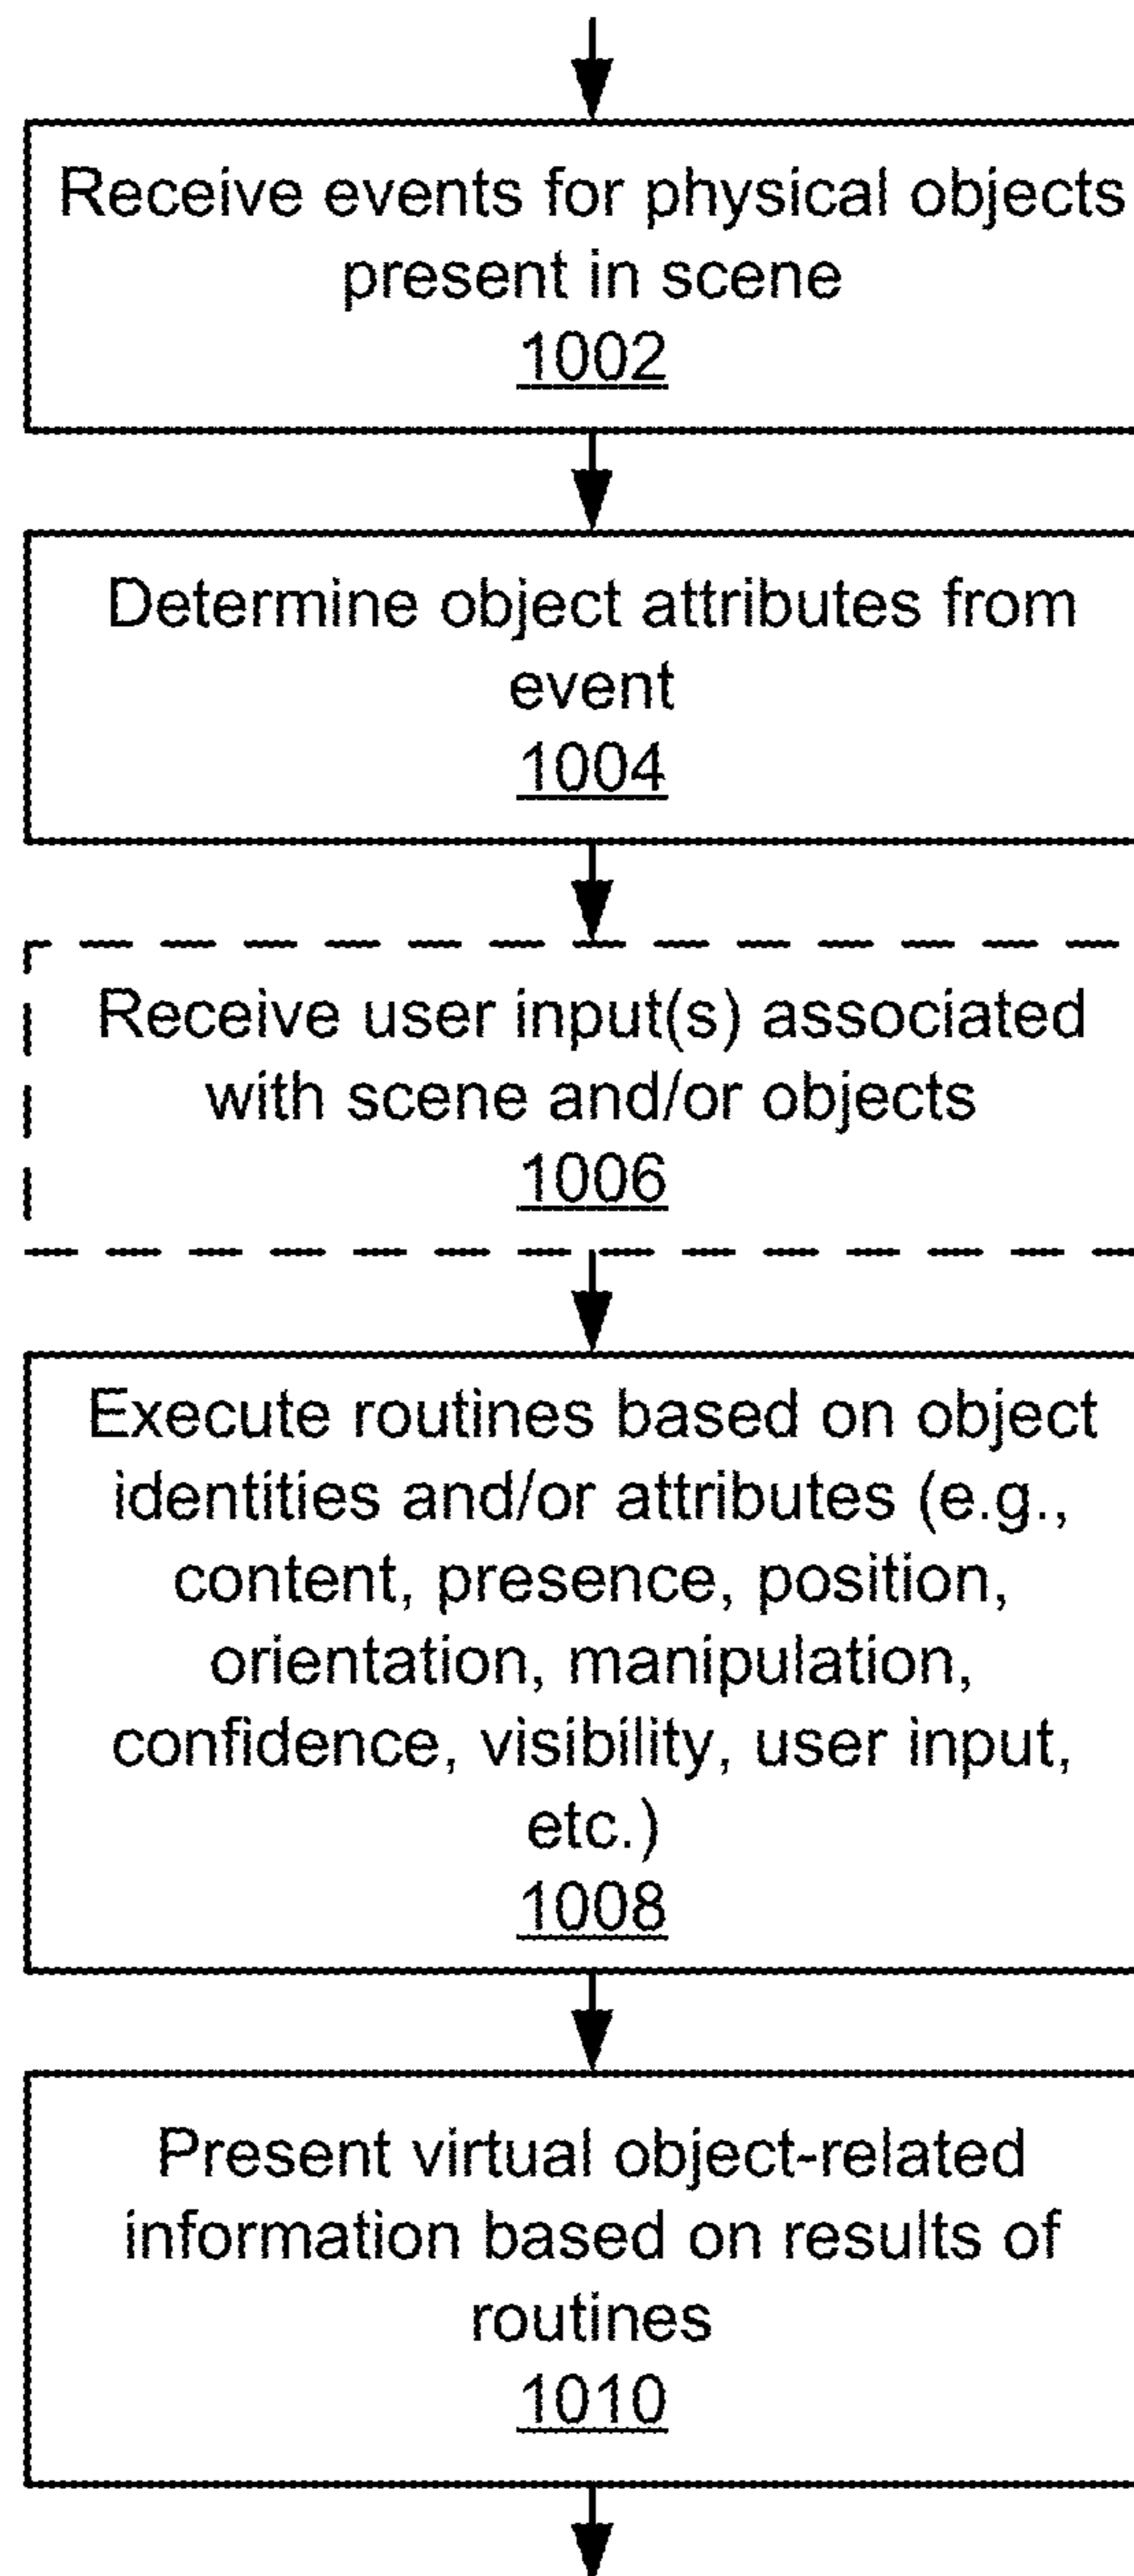 Receive events for physical objects
present in scene
1002
Determine object attributes from
event
1004
Receive user input(s) associated
with scene and/or objects
1006
Execute routines based on object
identities and/or attributes (e.g.,
content, presence, position,
orientation, manipulation,
confidence, visibility, user input,
etc.)
1008
Present virtual object-related
information based on results of
routines
1010